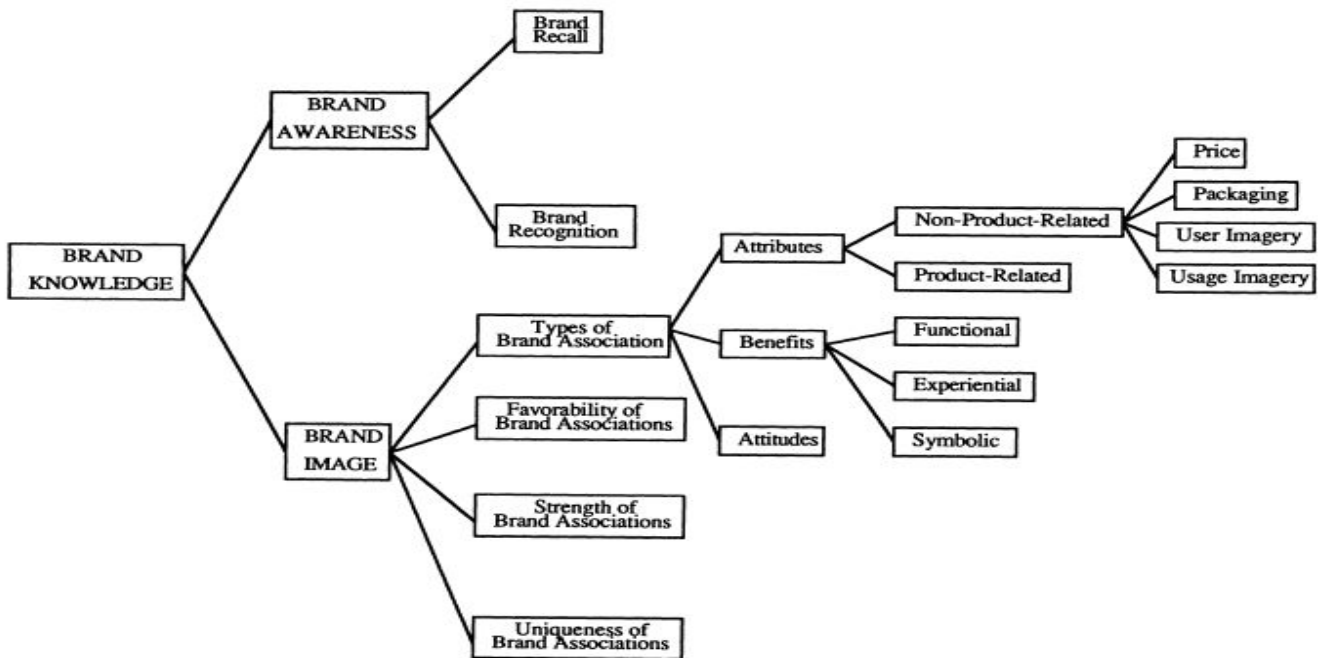 Brand
Recall
BRAND
AWARENESS
Brand
Recognition
BRAND
KNOWLEDGE
Price
Packaging
Non-Product-Related
User Imagery
Attributes
Usage Imagery
Product-Related
Types of
Brand Association
Functional
Benefits
Experiential
Favorability of
Brand Associations
BRAND
IMAGE
Attitudes
Symbolic
Strength of
Brand Associations
Uniqueness of
Brand Associations